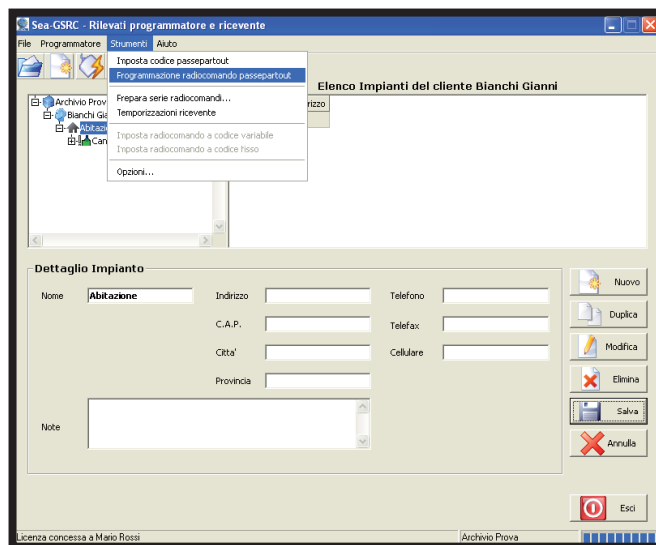 Sea-GSRC - Rilevati programmatore e ricevente
File Programmatore Strumenti Aiuto
Imposta codice passepartout
Programmazione radiocomando passepartout
Prepara serie radiocomandi...
Temporizzazioni ricevente
Imposta radiocomando a codice variabile
Imposta radiocomando a codice fisso
Opzioni...
Elenco Impianti del cliente Bianchi Gianni
rizzo
Archivio Prov
Bianchi Gia
Abitazi
Can
Dettaglio Impianto
Nome Abitazione Indirizzo Telefono
C.A.P. Telefax
Citta' Cellulare
Provincia
Note
Nuovo
Duplica
Modifica
Elimina
Salva
Annulla
Esci
Licenza concessa a Mario Rossi Archivio Prova